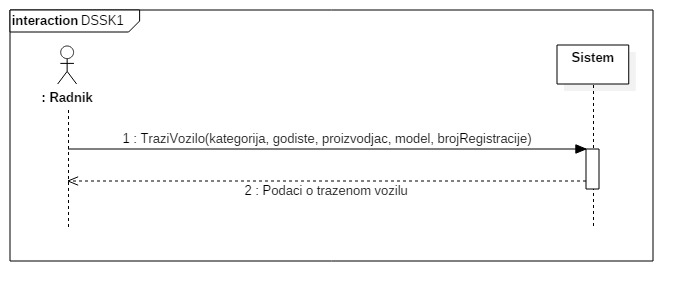 interaction DSSK1
Sistem
: Radnik
1 : TraziVozilo(kategorija, godiste, proizvodjac, model, brojRegistracije)
2 : Podaci o trazenom vozilu